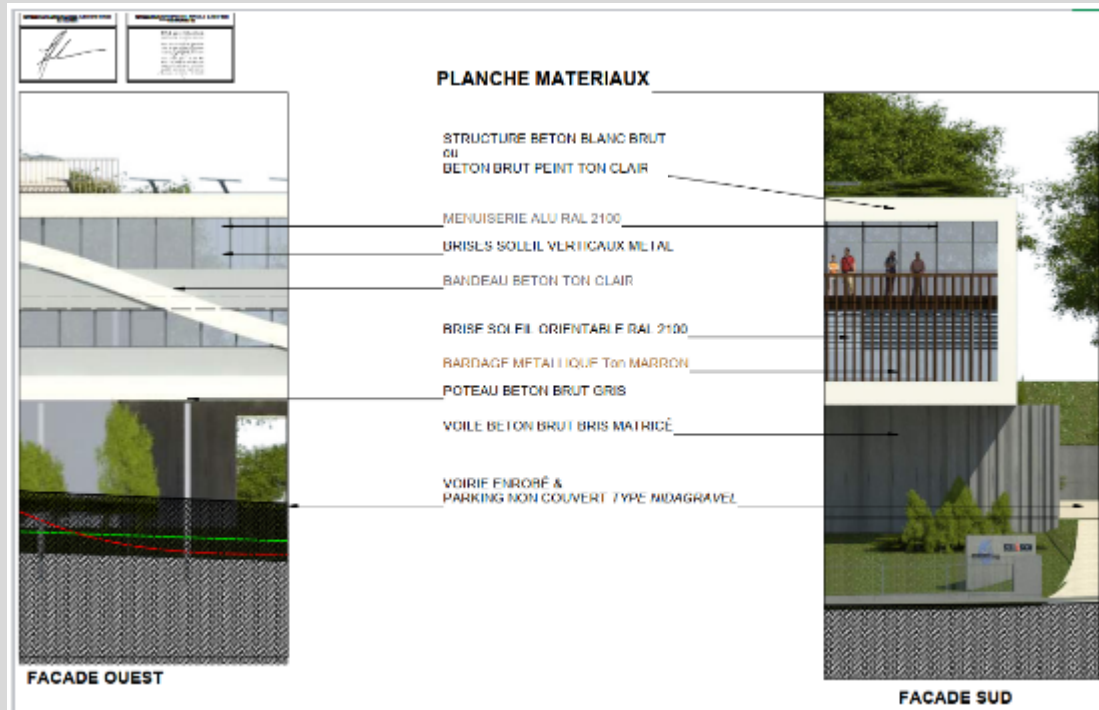 PLANCHE MATERIAUX
STRUCTURE BETON BLANC BRUT
ou
BETON BRUT PEINT TON CLAIR
MENUISERIE ALU RAL 2100
BRISES SOLEIL VERTICAUX METAL
BANDEAU BETON TON CLAIR
BRISE SOLEIL ORIENTABLE RAL 2100
BARDAGE METALLIQUE Ton MARRON
POTEAU BETON BRUT GRIS
VOILE BETON BRUT BRIS MATRICÉ
VOIRIE ENROBÉ &
PARKING NON COUVERT TYPE NIDAGRAVEL
FACADE OUEST
FACADE SUD